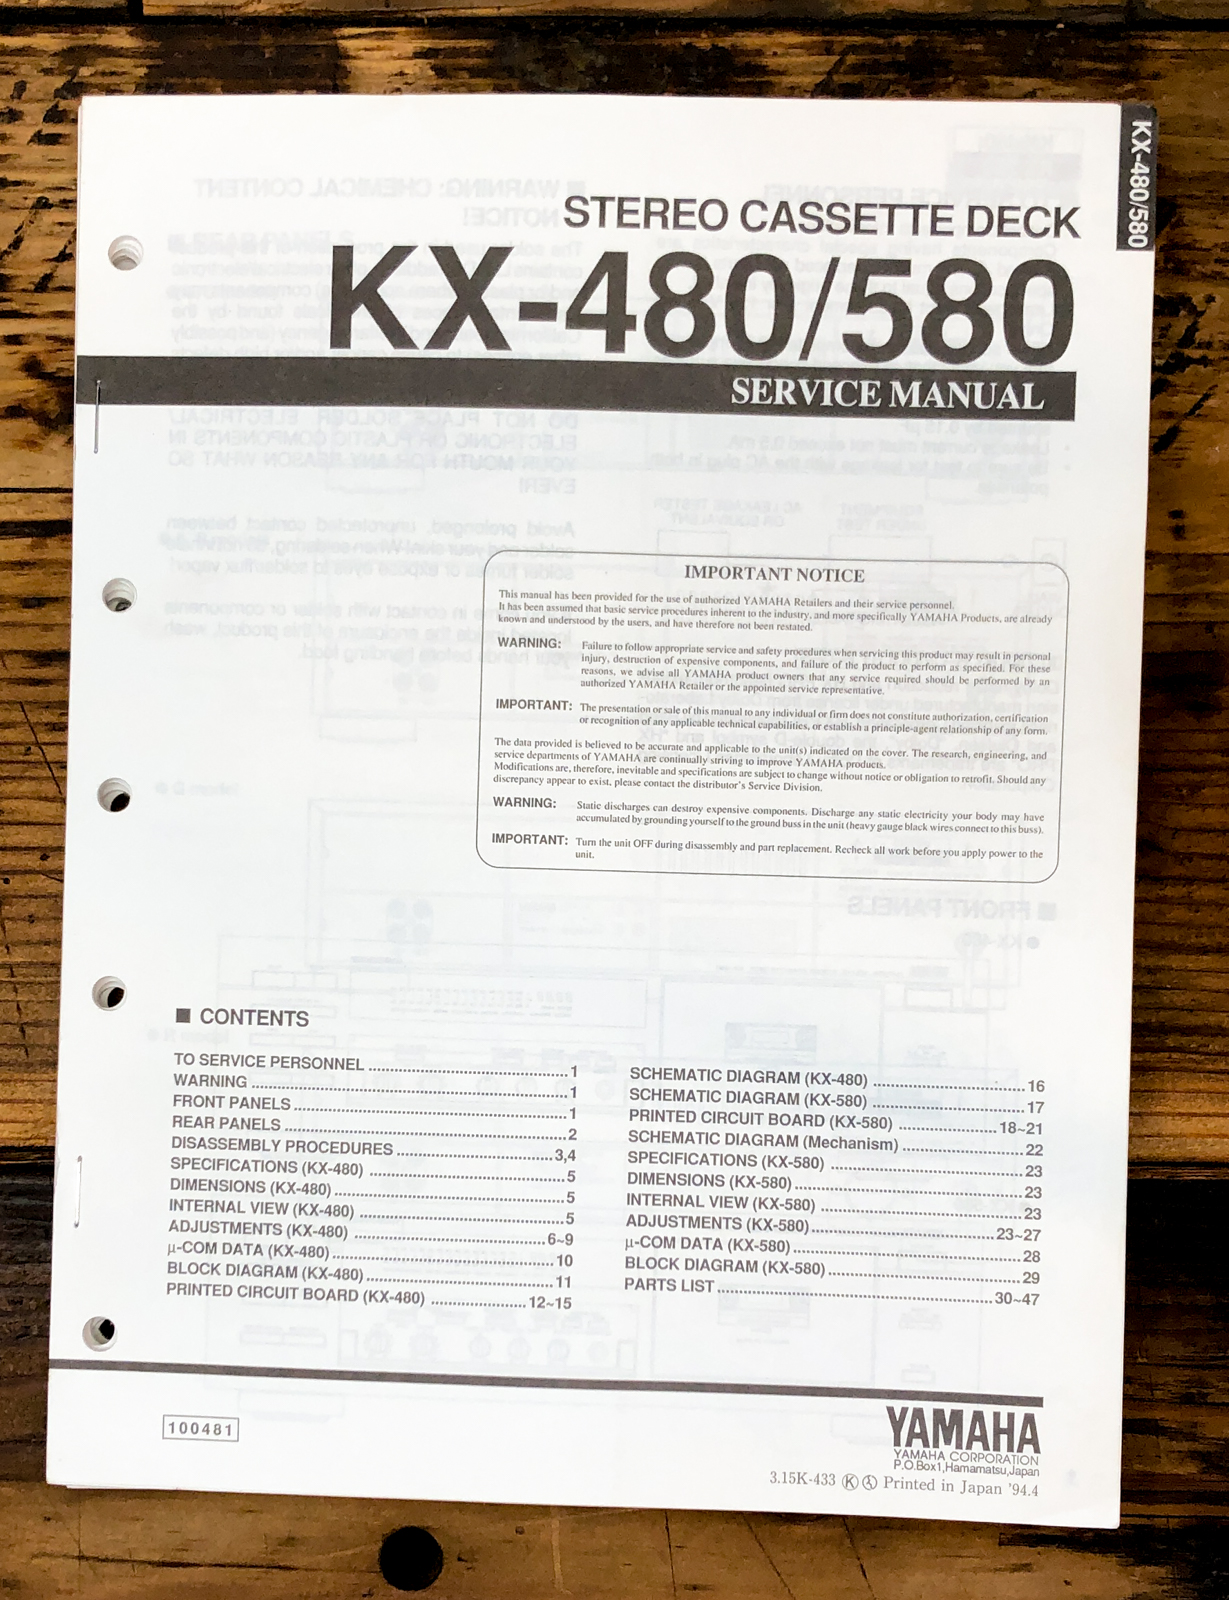 KX-480/580
STEREO CASSETTE DECK
KX-480/580
SERVICE MANUAL
IMPORTANT NOTICE
This manual has been provided for the use of authorized YAMAHA Retailers and their service personnel.
It has been assumed that basic service procedures inherent to the industry, and more specifically YAMAHA Products, are already
known and understood by the users, and have therefore not been restated.
WARNING: Failure to follow appropriate service and safety procedures when servicing this product may result in personal
injury, destruction of expensive components, and failure of the product to perform as specified. For these
reasons, we advise all YAMAHA product owners that any service required should be performed by an
authorized YAMAHA Retailer or the appointed service representative.
IMPORTANT: The presentation or sale of this manual to any individual or firm does not constitute authorization, certification
or recognition of any applicable technical capabilities, or establish a principle-agent relationship of any form.
The data provided is believed to be accurate and applicable to the unit(s) indicated on the cover. The research, engineering, and
service departments of YAMAHA are continually striving to improve YAMAHA products.
Modifications are, therefore, inevitable and specifications are subject to change without notice or obligation to retrofit. Should any
discrepancy appear to exist, please contact the distributor's Service Division.
WARNING: Static discharges can destroy expensive components. Discharge any static electricity your body may have
accumulated by grounding yourself to the ground buss in the unit (heavy gauge black wires connect to this buss).
IMPORTANT: Turn the unit OFF during disassembly and part replacement. Recheck all work before you apply power to the
unit.
■ CONTENTS
TO SERVICE PERSONNEL ........ 1
WARNING ........ 1
FRONT PANELS ........ 1
REAR PANELS ........ 2
DISASSEMBLY PROCEDURES ........ 3,4
SPECIFICATIONS (KX-480) ........ 5
DIMENSIONS (KX-480) ........ 5
INTERNAL VIEW (KX-480) ........ 5
ADJUSTMENTS (KX-480) ........ 6~9
μ-COM DATA (KX-480) ........ 10
BLOCK DIAGRAM (KX-480) ........ 11
PRINTED CIRCUIT BOARD (KX-480) ........ 12~15
SCHEMATIC DIAGRAM (KX-480) ........ 16
SCHEMATIC DIAGRAM (KX-580) ........ 17
PRINTED CIRCUIT BOARD (KX-580) ........ 18~21
SCHEMATIC DIAGRAM (Mechanism) ........ 22
SPECIFICATIONS (KX-580) ........ 23
DIMENSIONS (KX-580) ........ 23
INTERNAL VIEW (KX-580) ........ 23
ADJUSTMENTS (KX-580) ........ 23~27
μ-COM DATA (KX-580) ........ 28
BLOCK DIAGRAM (KX-580) ........ 29
PARTS LIST ........ 30~47
100481
YAMAHA
YAMAHA CORPORATION
P.O.Box1,Hamamatsu,Japan
3.15K-433 Ⓚ Printed in Japan '94.4